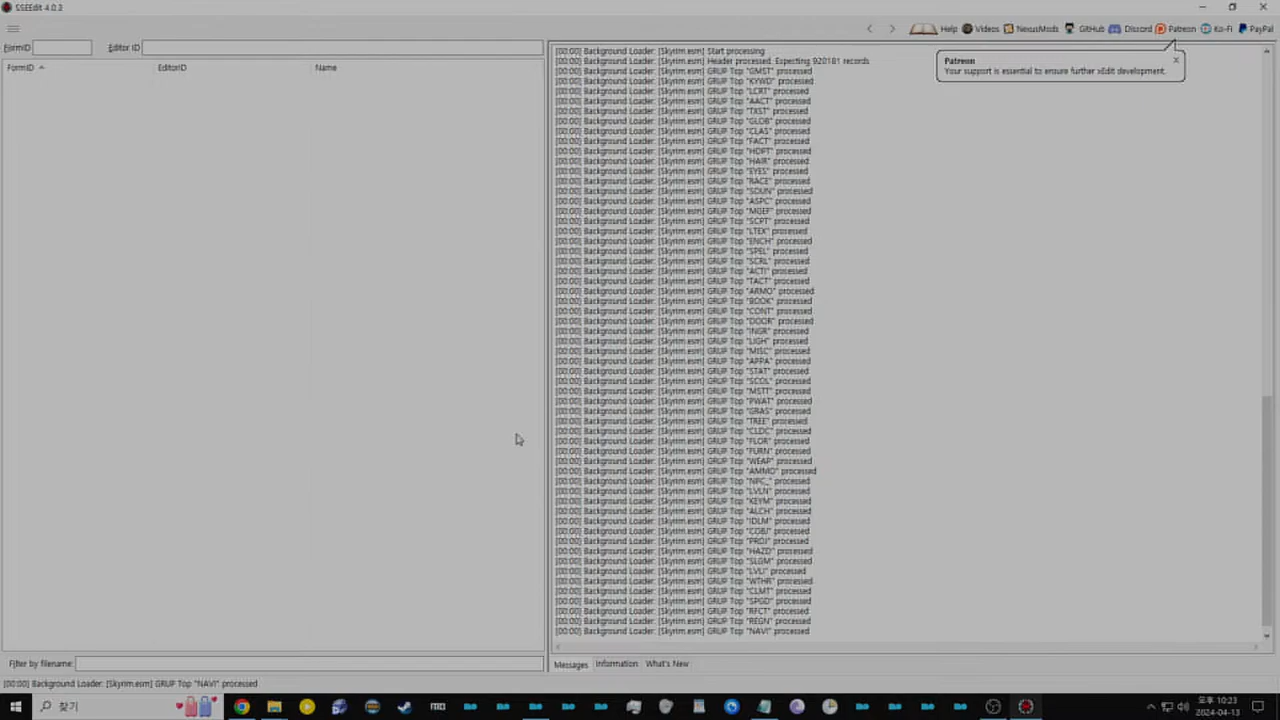 SSEEdit 4.0.3
Help Videos NexusMods GitHub Discord Patreon Ko-Fi PayPal
FormID Editor ID
FormID EditorID Name
Patreon
Your support is essential to ensure further xEdit development.
[00:00] Background Loader: [Skyrim.esm] Start processing
[00:00] Background Loader: [Skyrim.esm] Header processed. Expecting 920181 records
[00:00] Background Loader: [Skyrim.esm] GRUP Top "GMST" processed
[00:00] Background Loader: [Skyrim.esm] GRUP Top "KYWD" processed
[00:00] Background Loader: [Skyrim.esm] GRUP Top "LCRT" processed
[00:00] Background Loader: [Skyrim.esm] GRUP Top "AACT" processed
[00:00] Background Loader: [Skyrim.esm] GRUP Top "TXST" processed
[00:00] Background Loader: [Skyrim.esm] GRUP Top "GLOB" processed
[00:00] Background Loader: [Skyrim.esm] GRUP Top "CLAS" processed
[00:00] Background Loader: [Skyrim.esm] GRUP Top "FACT" processed
[00:00] Background Loader: [Skyrim.esm] GRUP Top "HDPT" processed
[00:00] Background Loader: [Skyrim.esm] GRUP Top "HAIR" processed
[00:00] Background Loader: [Skyrim.esm] GRUP Top "EYES" processed
[00:00] Background Loader: [Skyrim.esm] GRUP Top "RACE" processed
[00:00] Background Loader: [Skyrim.esm] GRUP Top "SOUN" processed
[00:00] Background Loader: [Skyrim.esm] GRUP Top "ASPC" processed
[00:00] Background Loader: [Skyrim.esm] GRUP Top "MGEF" processed
[00:00] Background Loader: [Skyrim.esm] GRUP Top "SCPT" processed
[00:00] Background Loader: [Skyrim.esm] GRUP Top "LTEX" processed
[00:00] Background Loader: [Skyrim.esm] GRUP Top "ENCH" processed
[00:00] Background Loader: [Skyrim.esm] GRUP Top "SPEL" processed
[00:00] Background Loader: [Skyrim.esm] GRUP Top "SCRL" processed
[00:00] Background Loader: [Skyrim.esm] GRUP Top "ACTI" processed
[00:00] Background Loader: [Skyrim.esm] GRUP Top "TACT" processed
[00:00] Background Loader: [Skyrim.esm] GRUP Top "ARMO" processed
[00:00] Background Loader: [Skyrim.esm] GRUP Top "BOOK" processed
[00:00] Background Loader: [Skyrim.esm] GRUP Top "CONT" processed
[00:00] Background Loader: [Skyrim.esm] GRUP Top "DOOR" processed
[00:00] Background Loader: [Skyrim.esm] GRUP Top "INGR" processed
[00:00] Background Loader: [Skyrim.esm] GRUP Top "LIGH" processed
[00:00] Background Loader: [Skyrim.esm] GRUP Top "MISC" processed
[00:00] Background Loader: [Skyrim.esm] GRUP Top "APPA" processed
[00:00] Background Loader: [Skyrim.esm] GRUP Top "STAT" processed
[00:00] Background Loader: [Skyrim.esm] GRUP Top "SCOL" processed
[00:00] Background Loader: [Skyrim.esm] GRUP Top "MSTT" processed
[00:00] Background Loader: [Skyrim.esm] GRUP Top "PWAT" processed
[00:00] Background Loader: [Skyrim.esm] GRUP Top "GRAS" processed
[00:00] Background Loader: [Skyrim.esm] GRUP Top "TREE" processed
[00:00] Background Loader: [Skyrim.esm] GRUP Top "CLDC" processed
[00:00] Background Loader: [Skyrim.esm] GRUP Top "FLOR" processed
[00:00] Background Loader: [Skyrim.esm] GRUP Top "FURN" processed
[00:00] Background Loader: [Skyrim.esm] GRUP Top "WEAP" processed
[00:00] Background Loader: [Skyrim.esm] GRUP Top "AMMO" processed
[00:00] Background Loader: [Skyrim.esm] GRUP Top "NPC_" processed
[00:00] Background Loader: [Skyrim.esm] GRUP Top "LVLN" processed
[00:00] Background Loader: [Skyrim.esm] GRUP Top "KEYM" processed
[00:00] Background Loader: [Skyrim.esm] GRUP Top "ALCH" processed
[00:00] Background Loader: [Skyrim.esm] GRUP Top "IDLM" processed
[00:00] Background Loader: [Skyrim.esm] GRUP Top "COBJ" processed
[00:00] Background Loader: [Skyrim.esm] GRUP Top "PROJ" processed
[00:00] Background Loader: [Skyrim.esm] GRUP Top "HAZD" processed
[00:00] Background Loader: [Skyrim.esm] GRUP Top "SLGM" processed
[00:00] Background Loader: [Skyrim.esm] GRUP Top "LVLI" processed
[00:00] Background Loader: [Skyrim.esm] GRUP Top "WTHR" processed
[00:00] Background Loader: [Skyrim.esm] GRUP Top "CLMT" processed
[00:00] Background Loader: [Skyrim.esm] GRUP Top "SPGD" processed
[00:00] Background Loader: [Skyrim.esm] GRUP Top "RFCT" processed
[00:00] Background Loader: [Skyrim.esm] GRUP Top "REGN" processed
[00:00] Background Loader: [Skyrim.esm] GRUP Top "NAVI" processed
Filter by filename:
Messages Information What's New
[00:00] Background Loader: [Skyrim.esm] GRUP Top "NAVI" processed
찾기
오후 10:23
2024-04-13